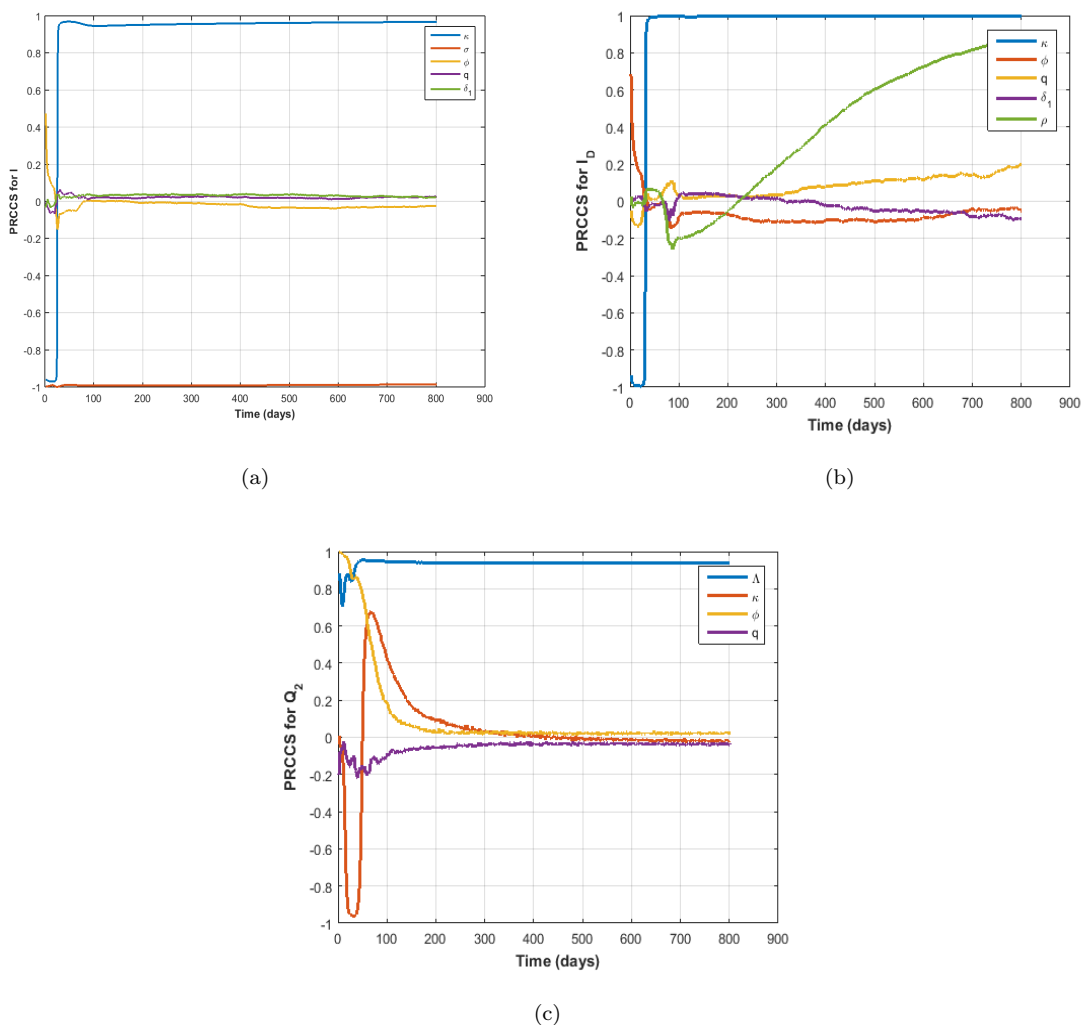 1
0.8
0.6
0.4
0.2
0
-0.2
-0.4
-0.6
-0.8
-1
PRCCS for I
0 100 200 300 400 500 600 700 800 900
Time (days)
κ
σ
ϕ
q
δ1
(a)
1
0.8
0.6
0.4
0.2
0
-0.2
-0.4
-0.6
-0.8
-1
PRCCS for ID
0 100 200 300 400 500 600 700 800 900
Time (days)
κ
ϕ
q
δ1
ρ
(b)
1
0.8
0.6
0.4
0.2
0
-0.2
-0.4
-0.6
-0.8
-1
PRCCS for Q2
0 100 200 300 400 500 600 700 800 900
Time (days)
Λ
κ
ϕ
q
(c)